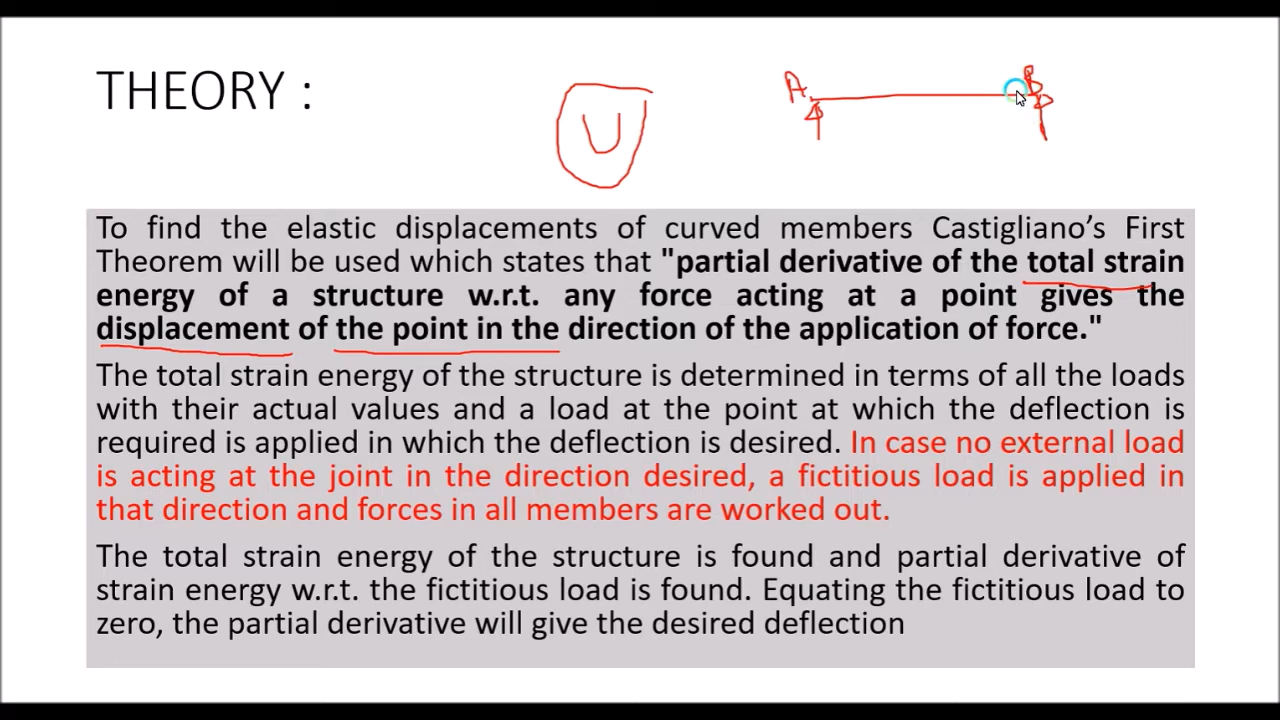 THEORY :
U
A
B
To find the elastic displacements of curved members Castigliano's First
Theorem will be used which states that "partial derivative of the total strain
energy of a structure w.r.t. any force acting at a point gives the
displacement of the point in the direction of the application of force."
The total strain energy of the structure is determined in terms of all the loads
with their actual values and a load at the point at which the deflection is
required is applied in which the deflection is desired. In case no external load
is acting at the joint in the direction desired, a fictitious load is applied in
that direction and forces in all members are worked out.
The total strain energy of the structure is found and partial derivative of
strain energy w.r.t. the fictitious load is found. Equating the fictitious load to
zero, the partial derivative will give the desired deflection